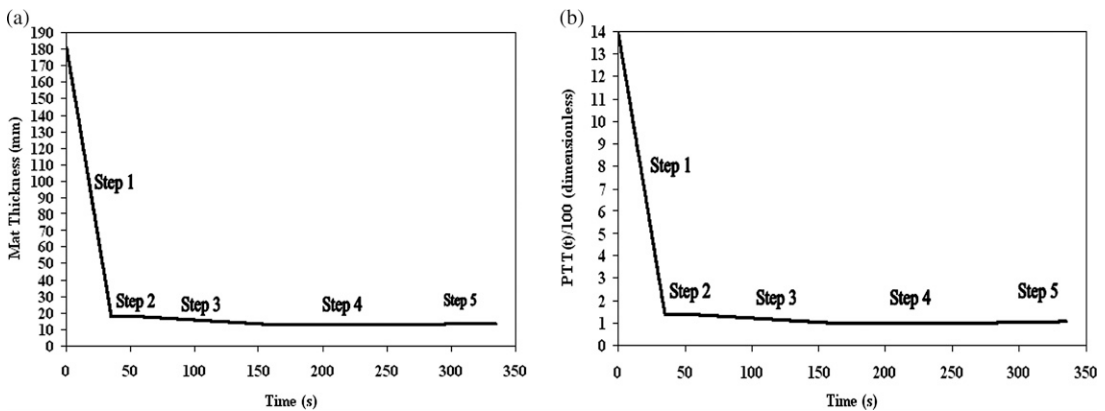 (a)
Mat Thickness (mm)
190
180
170
160
150
140
130
120
110
100
90
80
70
60
50
40
30
20
10
0
Step 1
Step 2
Step 3
Step 4
Step 5
0 50 100 150 200 250 300 350
Time (s)
(b)
PTT(t)/100 (dimensionless)
14
13
12
11
10
9
8
7
6
5
4
3
2
1
0
Step 1
Step 2
Step 3
Step 4
Step 5
0 50 100 150 200 250 300 350
Time (s)